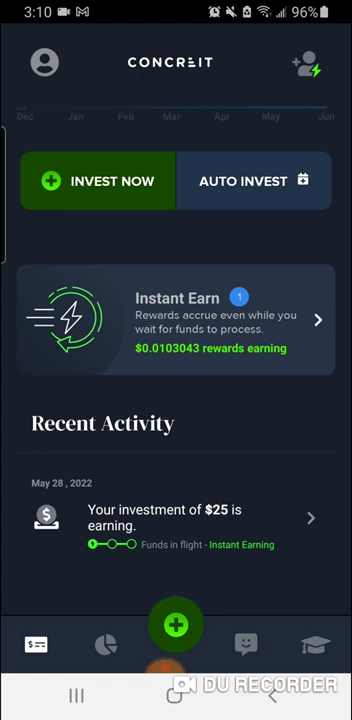 3:10
96%
CONCREIT
Dec Jan Feb Mar Apr May Jun
INVEST NOW
AUTO INVEST
Instant Earn 1
Rewards accrue even while you
wait for funds to process.
$0.0103043 rewards earning
Recent Activity
May 28 , 2022
Your investment of $25 is
earning.
Funds in flight - Instant Earning
DU RECORDER